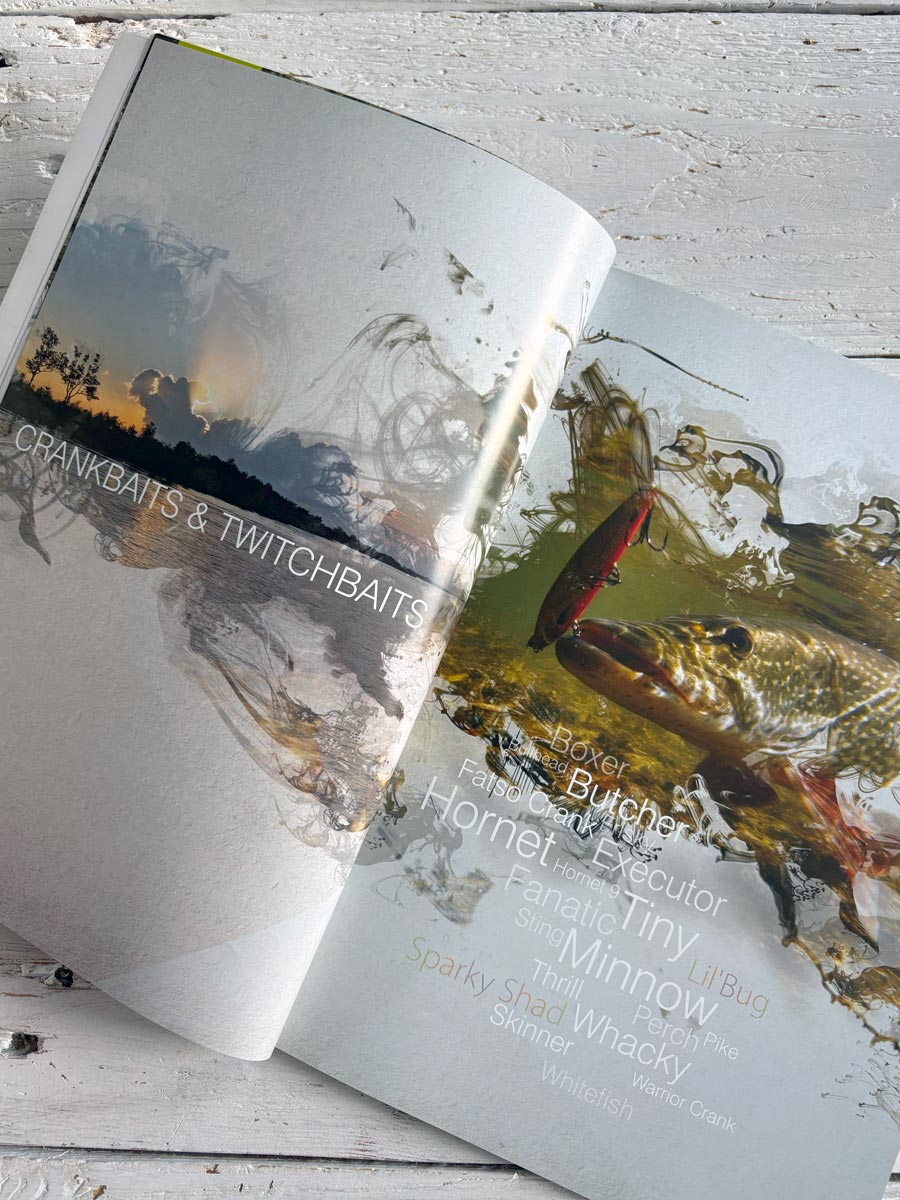 CRANKBAITS & TWITCHBAITS
Boxer
Bullhead Butcher
Fatso Crank
Executor
Hornet Hornet 9
Fanatic Tiny
Sting Minnow Lil'Bug
Thrill Perch Pike
Sparky Shad Whacky
Skinner Warrior Crank
Whitefish